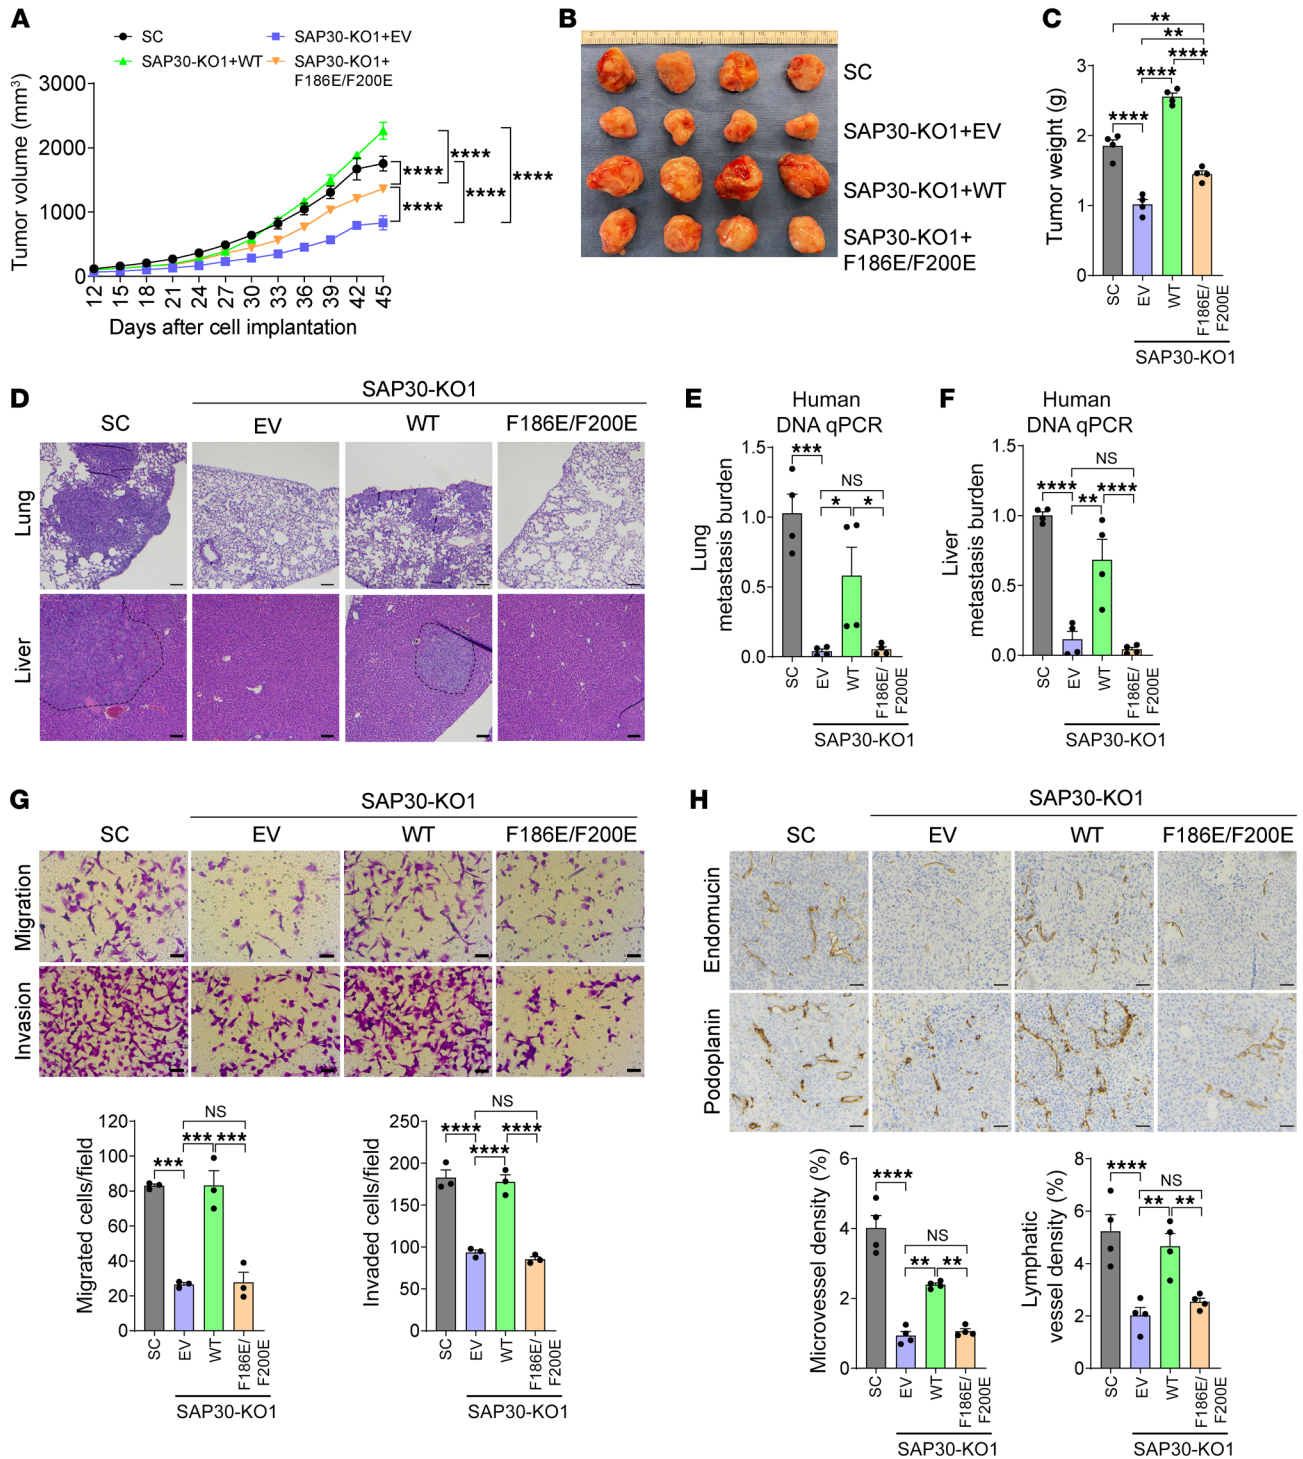 A
SC
SAP30-KO1+EV
SAP30-KO1+WT
SAP30-KO1+
F186E/F200E
Tumor volume (mm³)
3000
2000
1000
0
12 15 18 21 24 27 30 33 36 39 42 45
Days after cell implantation
****
****
****
****
****
B
SC
SAP30-KO1+EV
SAP30-KO1+WT
SAP30-KO1+
F186E/F200E
C
**
**
****
****
****
Tumor weight (g)
3
2
1
0
SC EV WT F186E/
F200E
SAP30-KO1
D
SAP30-KO1
SC EV WT F186E/F200E
Lung
Liver
E
Human
DNA qPCR
Lung
metastasis burden
1.5
1.0
0.5
0.0
***
NS
* *
SC EV WT F186E/
F200E
SAP30-KO1
F
Human
DNA qPCR
Liver
metastasis burden
1.5
1.0
0.5
0.0
NS
**** ** ****
SC EV WT F186E/
F200E
SAP30-KO1
G
SAP30-KO1
SC EV WT F186E/F200E
Migration
Invasion
Migrated cells/field
120
100
80
60
40
20
0
NS
*** *** ***
SC EV WT F186E/
F200E
SAP30-KO1
Invaded cells/field
250
200
150
100
50
0
NS
**** ****
****
SC EV WT F186E/
F200E
SAP30-KO1
H
SAP30-KO1
SC EV WT F186E/F200E
Endomucin
Podoplanin
Microvessel density (%)
6
4
2
0
****
NS
** **
SC EV WT F186E/
F200E
SAP30-KO1
Lymphatic
vessel density (%)
8
6
4
2
0
****
NS
** **
SC EV WT F186E/
F200E
SAP30-KO1